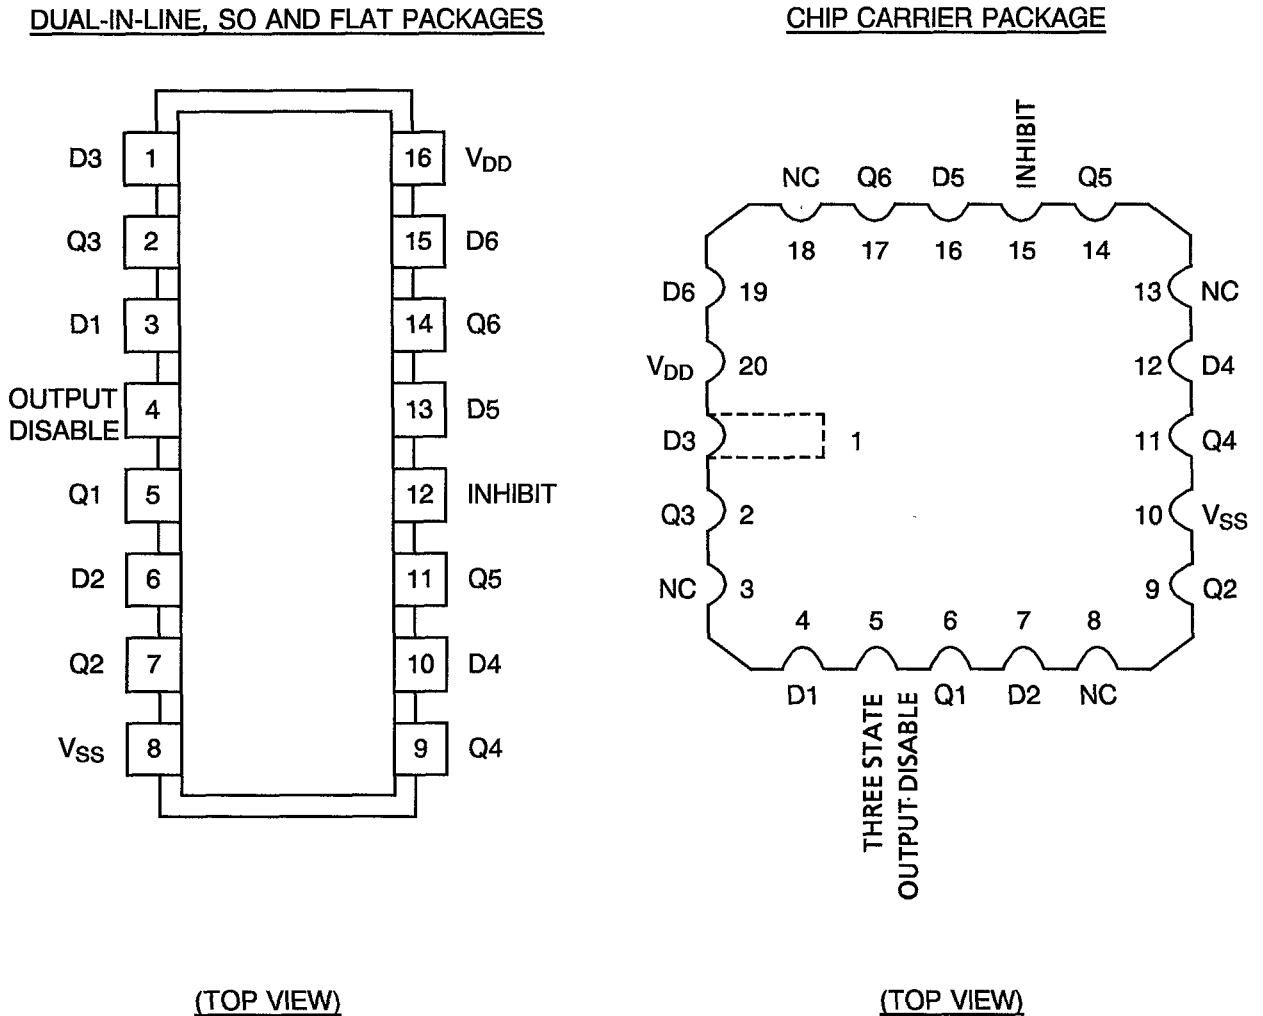 DUAL-IN-LINE, SO AND FLAT PACKAGES
D3 1 16 VDD
Q3 2 15 D6
D1 3 14 Q6
OUTPUT
DISABLE 4 13 D5
Q1 5 12 INHIBIT
D2 6 11 Q5
Q2 7 10 D4
VSS 8 9 Q4
(TOP VIEW)
CHIP CARRIER PACKAGE
INHIBIT
NC Q6 D5 Q5
18 17 16 15 14
D6 19 13 NC
VDD 20 12 D4
D3 1 11 Q4
Q3 2 10 VSS
NC 3 9 Q2
4 5 6 7 8
D1 Q1 D2 NC
THREE STATE
OUTPUT DISABLE
(TOP VIEW)